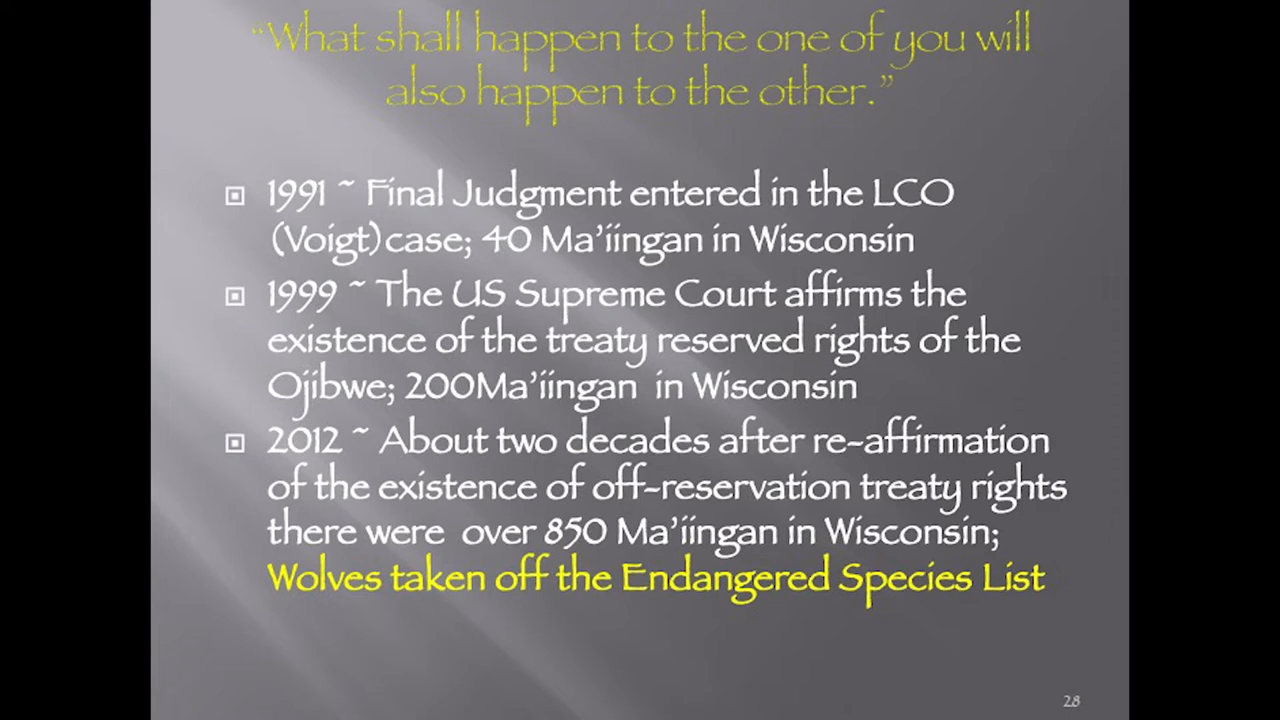 “What shall happen to the one of you will
also happen to the other.”
1991 ~ Final Judgment entered in the LCO
(Voigt)case; 40 Ma’iingan in Wisconsin
1999 ~ The US Supreme Court affirms the
existence of the treaty reserved rights of the
Ojibwe; 200Ma’iingan in Wisconsin
2012 ~ About two decades after re-affirmation
of the existence of off-reservation treaty rights
there were over 850 Ma’iingan in Wisconsin;
Wolves taken off the Endangered Species List
28